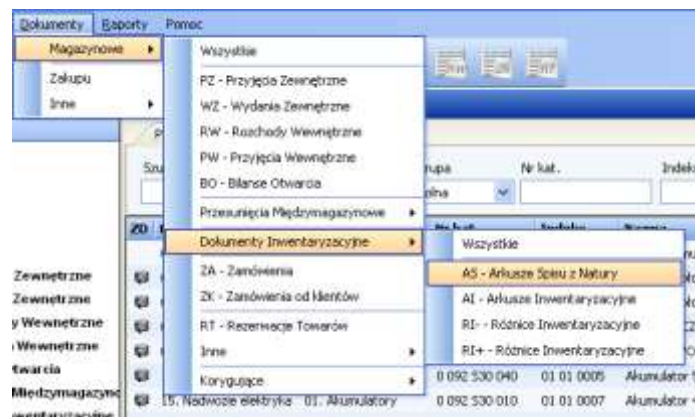 Dokumenty Raporty Pomoc
Magazynowe
Zakupu
Inne
Wszystkie
PZ - Przyjęcia Zewnętrzne
WZ - Wydania Zewnętrzne
RW - Rozchody Wewnętrzne
PW - Przyjęcia Wewnętrzne
BO - Bilanse Otwarcia
Przesunięcia Międzymagazynowe
Dokumenty Inwentaryzacyjne
ZA - Zamówienia
ZK - Zamówienia od klientów
RT - Rezerwacje Towarów
Inne
Korygujące
Wszystkie
AS - Arkusze Spisu z Natury
AI - Arkusze Inwentaryzacyjne
RI- - Różnice Inwentaryzacyjne
RI+ - Różnice Inwentaryzacyjne
Nr kat.
ZO
Zewnętrzne
Zewnętrzne
Wewnętrzne
Wewnętrzne
0 092 530 040 01 01 0005 Akumulator
15. Nadwozie elektryka 01. Akumulatory 0 092 530 010 01 01 0007 Akumulator